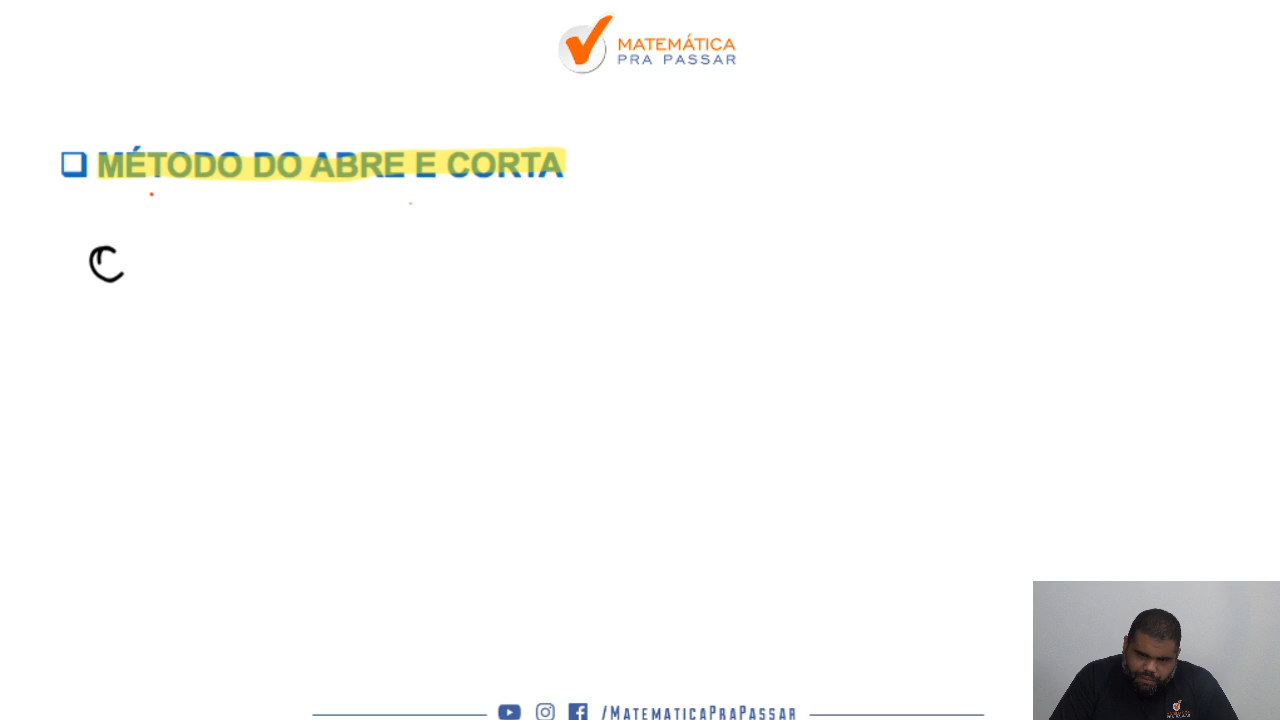 MATEMÁTICA
PRA PASSAR
MÉTODO DO ABRE E CORTA
C
/MATEMATICAPRAPASSAR